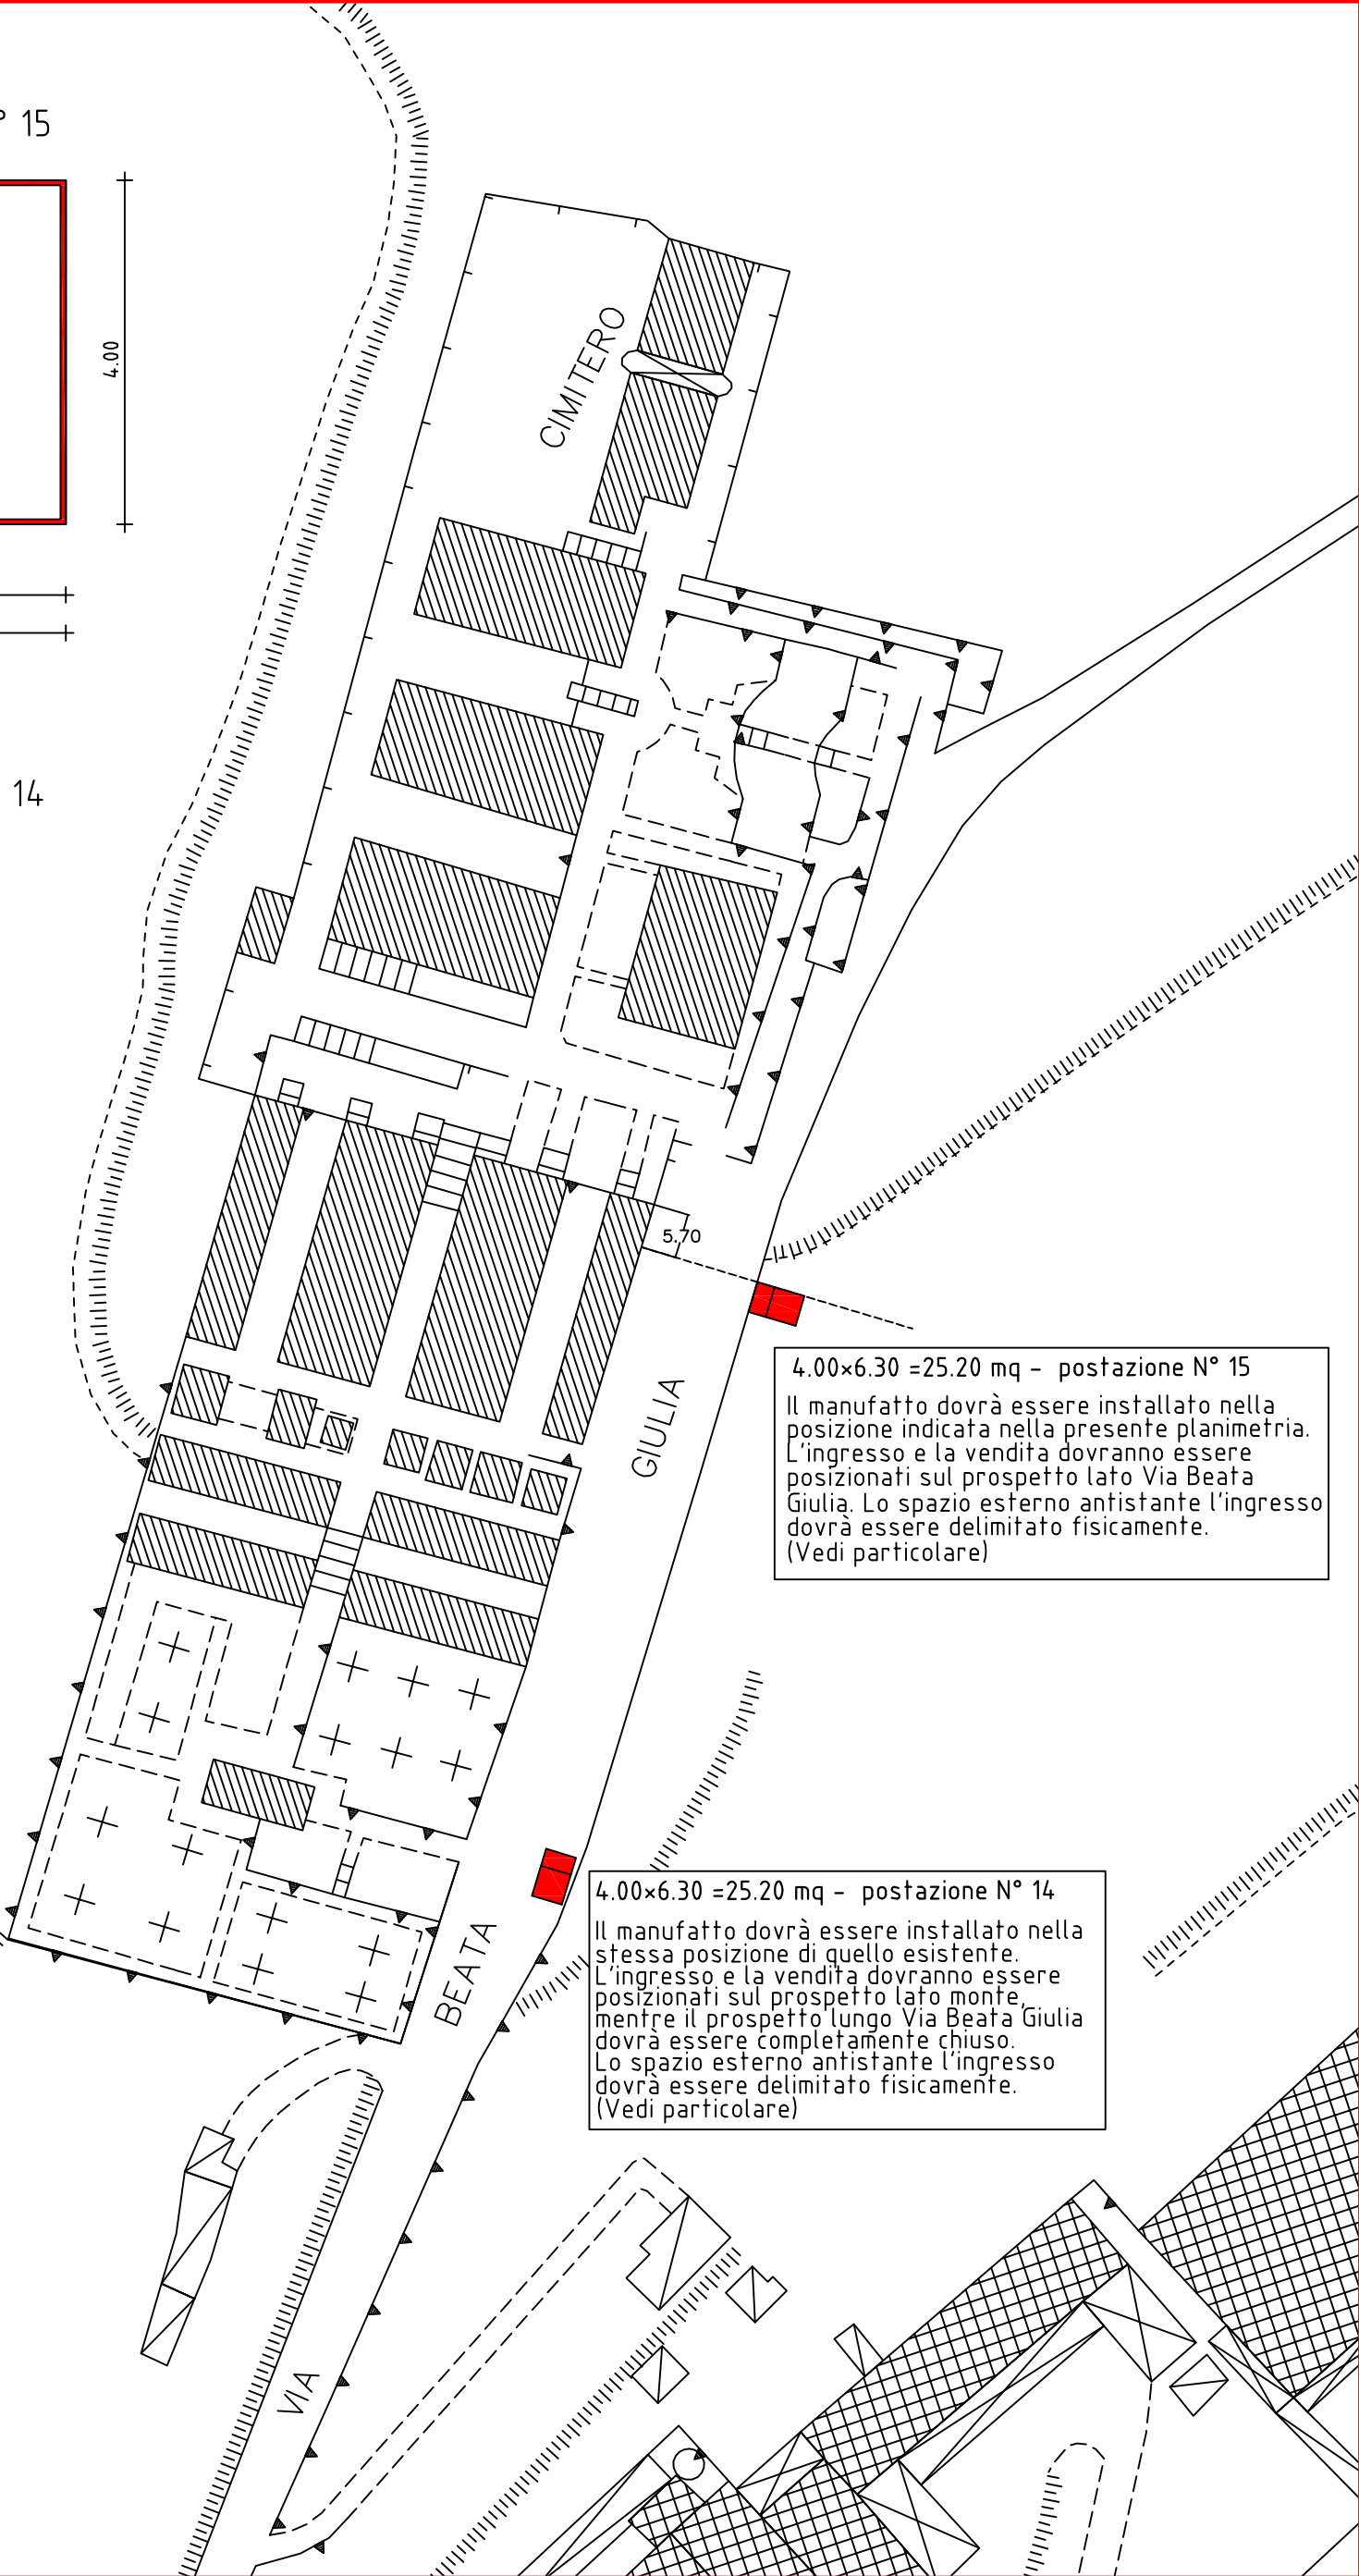 ° 15
4.00
CIMITERO
14
5.70
4.00×6.30 =25.20 mq - postazione N° 15
Il manufatto dovrà essere installato nella
posizione indicata nella presente planimetria.
L'ingresso e la vendita dovranno essere
posizionati sul prospetto lato Via Beata
Giulia. Lo spazio esterno antistante l'ingresso
dovrà essere delimitato fisicamente.
(Vedi particolare)
GIULIA
4.00×6.30 =25.20 mq - postazione N° 14
Il manufatto dovrà essere installato nella
stessa posizione di quello esistente.
L'ingresso e la vendita dovranno essere
posizionati sul prospetto lato monte,
mentre il prospetto lungo Via Beata Giulia
dovrà essere completamente chiuso.
Lo spazio esterno antistante l'ingresso
dovrà essere delimitato fisicamente.
(Vedi particolare)
BEATA
VIA